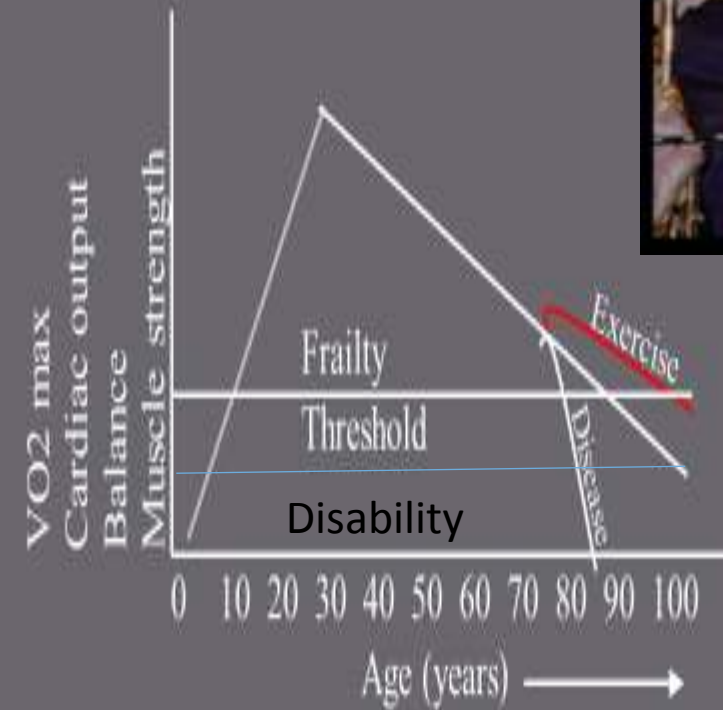 VO2 max
Cardiac output
Balance
Muscle strength
Exercise
Frailty
Threshold
Disease
Disability
0 10 20 30 40 50 60 70 80 90 100
Age (years)